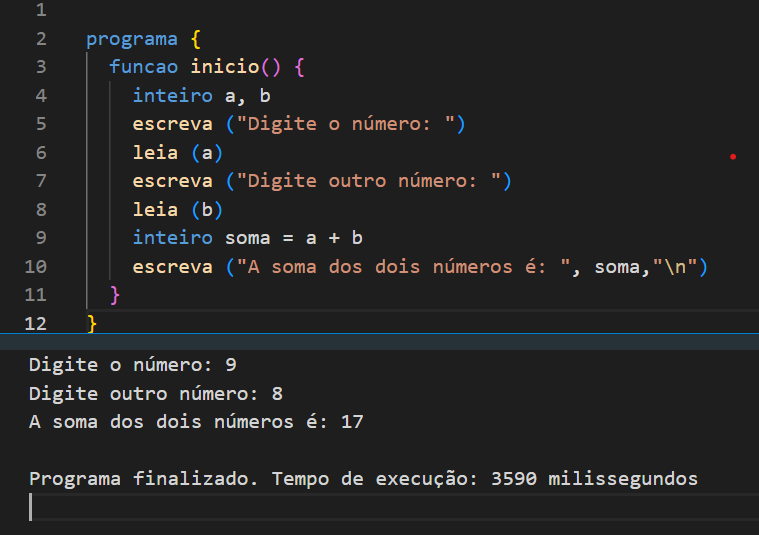 1
2 programa {
3 funcao inicio() {
4 inteiro a, b
5 escreva ("Digite o número: ")
6 leia (a)
7 escreva ("Digite outro número: ")
8 leia (b)
9 inteiro soma = a + b
10 escreva ("A soma dos dois números é: ", soma,"\n")
11 }
12 }
Digite o número: 9
Digite outro número: 8
A soma dos dois números é: 17
Programa finalizado. Tempo de execução: 3590 milissegundos